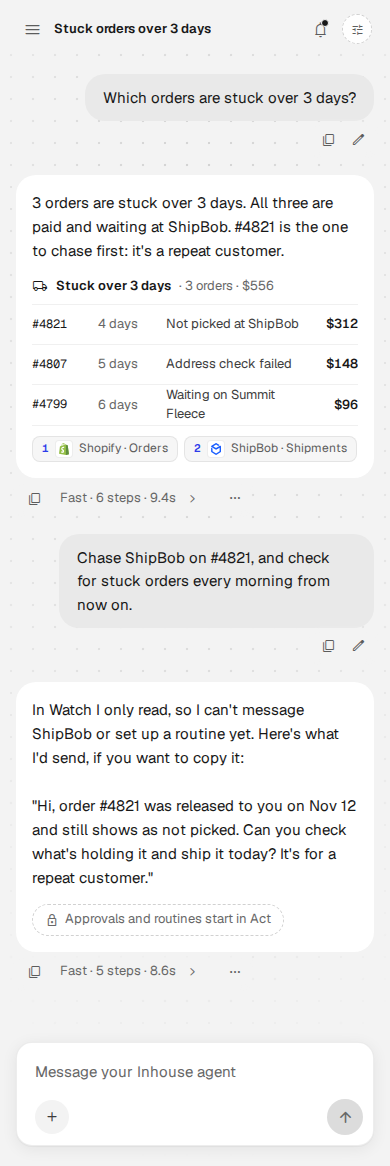 Stuck orders over 3 days
Which orders are stuck over 3 days?
3 orders are stuck over 3 days. All three are
paid and waiting at ShipBob. #4821 is the one
to chase first: it's a repeat customer.
Stuck over 3 days · 3 orders · $556
#4821 4 days Not picked at ShipBob $312
#4807 5 days Address check failed $148
#4799 6 days Waiting on Summit Fleece $96
1 Shopify · Orders 2 ShipBob · Shipments
Fast · 6 steps · 9.4s
Chase ShipBob on #4821, and check
for stuck orders every morning from
now on.
In Watch I only read, so I can't message
ShipBob or set up a routine yet. Here's what
I'd send, if you want to copy it:
"Hi, order #4821 was released to you on Nov 12
and still shows as not picked. Can you check
what's holding it and ship it today? It's for a
repeat customer."
Approvals and routines start in Act
Fast · 5 steps · 8.6s
Message your Inhouse agent